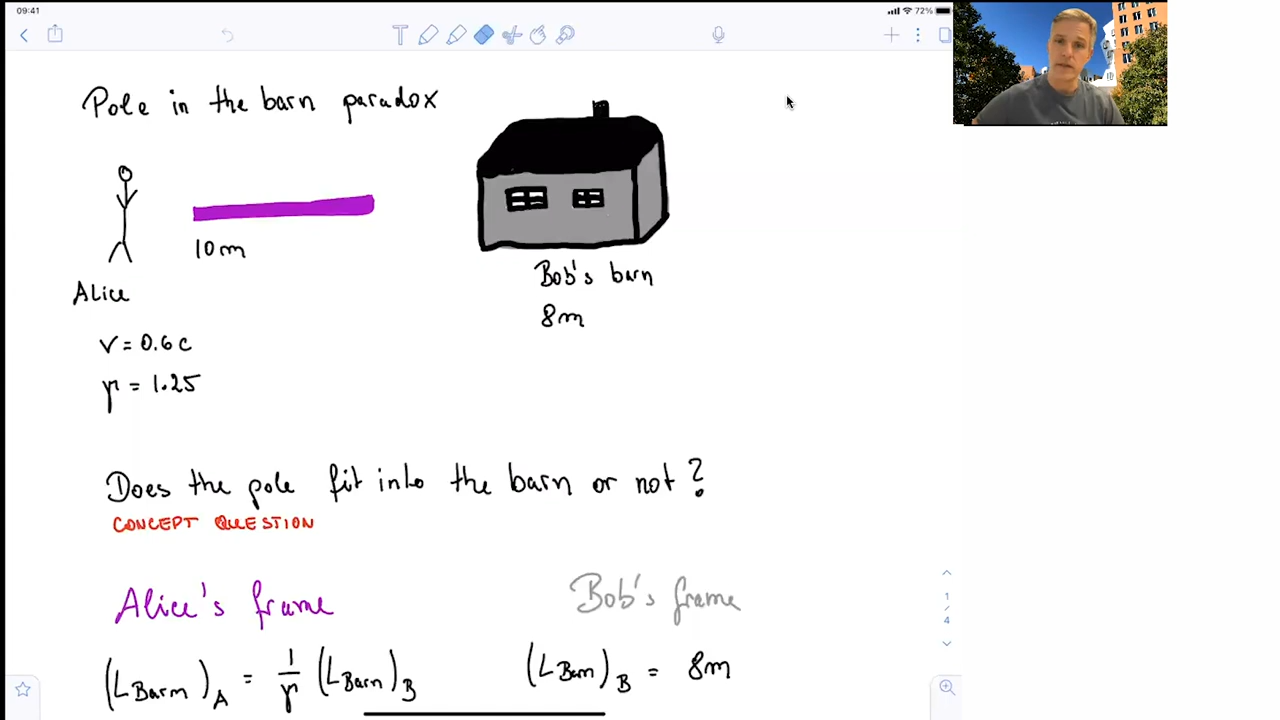 09:41
72%
Pole in the barn paradox
10m
Alice
Bob's barn
8m
v = 0.6c
γ = 1.25
Does the pole fit into the barn or not?
CONCEPT QUESTION
Alice's frame
Bob's frame
(L_Barn)_A = 1/γ (L_Barn)_B
(L_Barn)_B = 8m
1
/
4